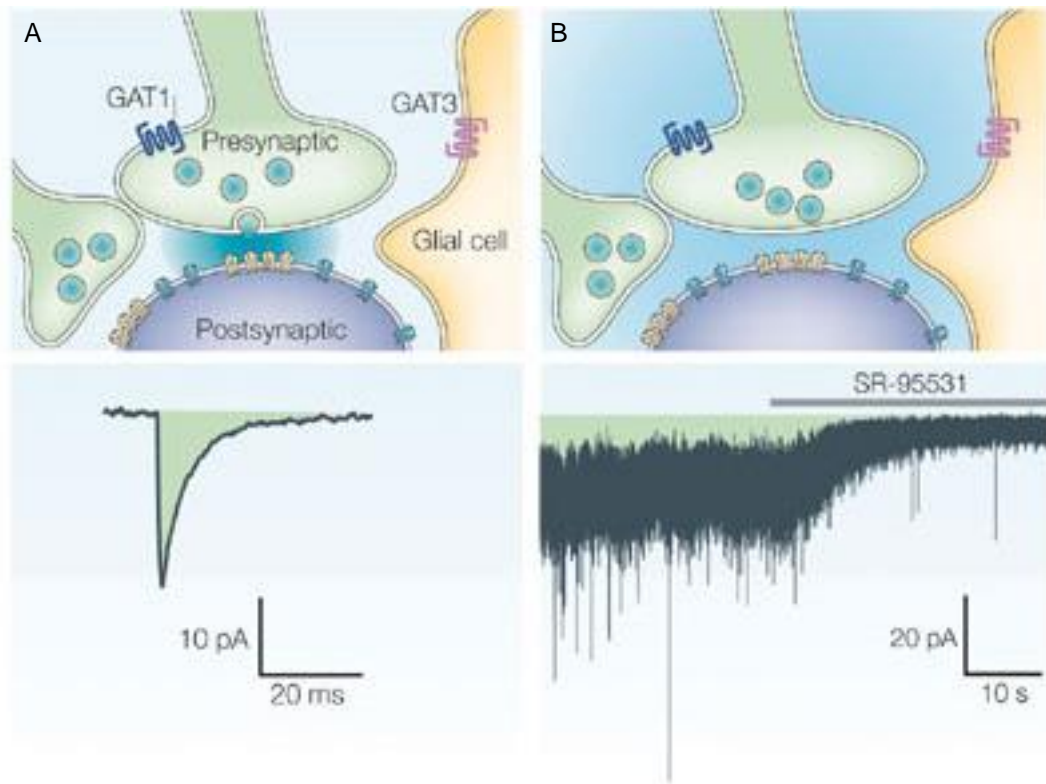 A
B
GAT1
GAT3
Presynaptic
Glial cell
Postsynaptic
SR-95531
10 pA
20 ms
20 pA
10 s